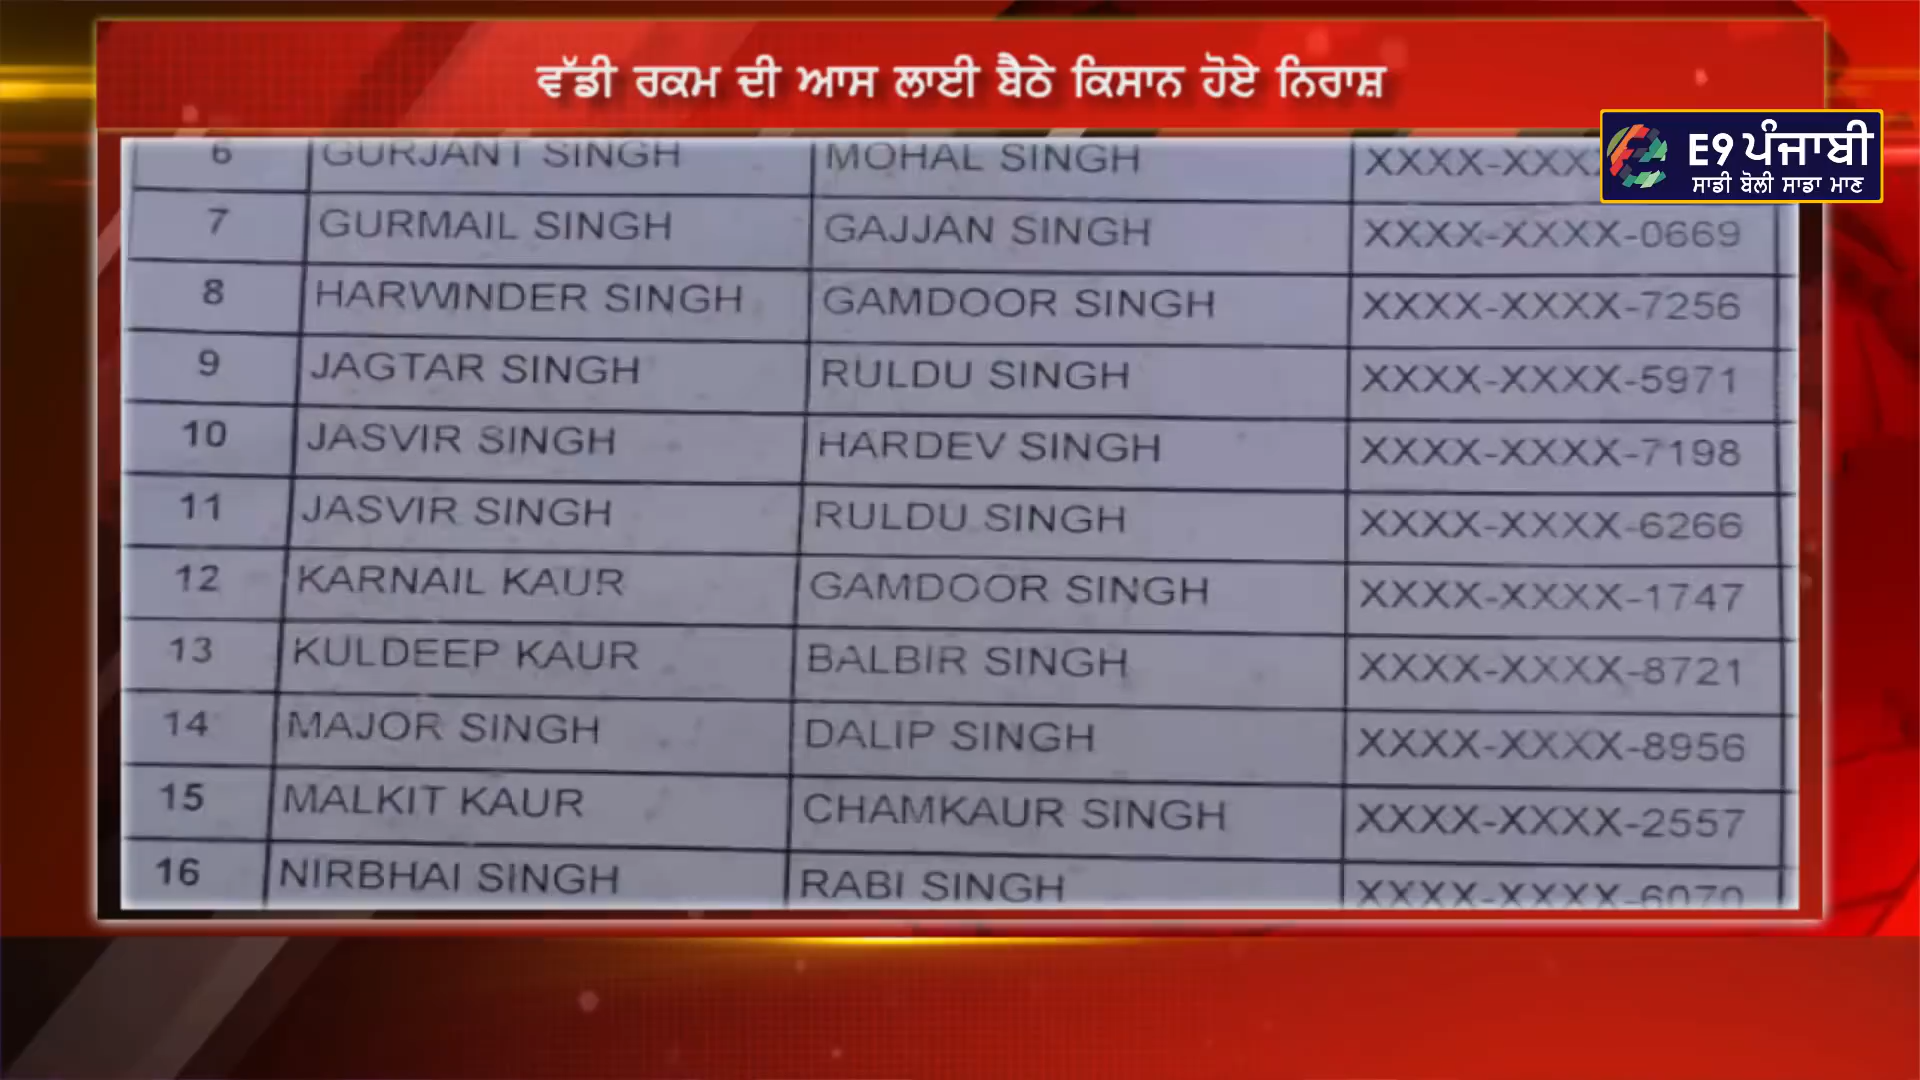 ਵੱਡੀ ਰਕਮ ਦੀ ਆਸ ਲਾਈ ਬੈਠੇ ਕਿਸਾਨ ਹੋਏ ਨਿਰਾਸ਼
E9 ਪੰਜਾਬੀ
ਸਾਡੀ ਬੋਲੀ ਸਾਡਾ ਮਾਣ
6 GURJANT SINGH MOHAL SINGH
7 GURMAIL SINGH GAJJAN SINGH XXXX-XXXX-0669
8 HARWINDER SINGH GAMDOOR SINGH XXXX-XXXX-7256
9 JAGTAR SINGH RULDU SINGH XXXX-XXXX-5971
10 JASVIR SINGH HARDEV SINGH XXXX-XXXX-7198
11 JASVIR SINGH RULDU SINGH XXXX-XXXX-6266
12 KARNAIL KAUR GAMDOOR SINGH XXXX-XXXX-1747
13 KULDEEP KAUR BALBIR SINGH XXXX-XXXX-8721
14 MAJOR SINGH DALIP SINGH XXXX-XXXX-8956
15 MALKIT KAUR CHAMKAUR SINGH XXXX-XXXX-2557
16 NIRBHAI SINGH RABI SINGH XXXX-XXXX-6070